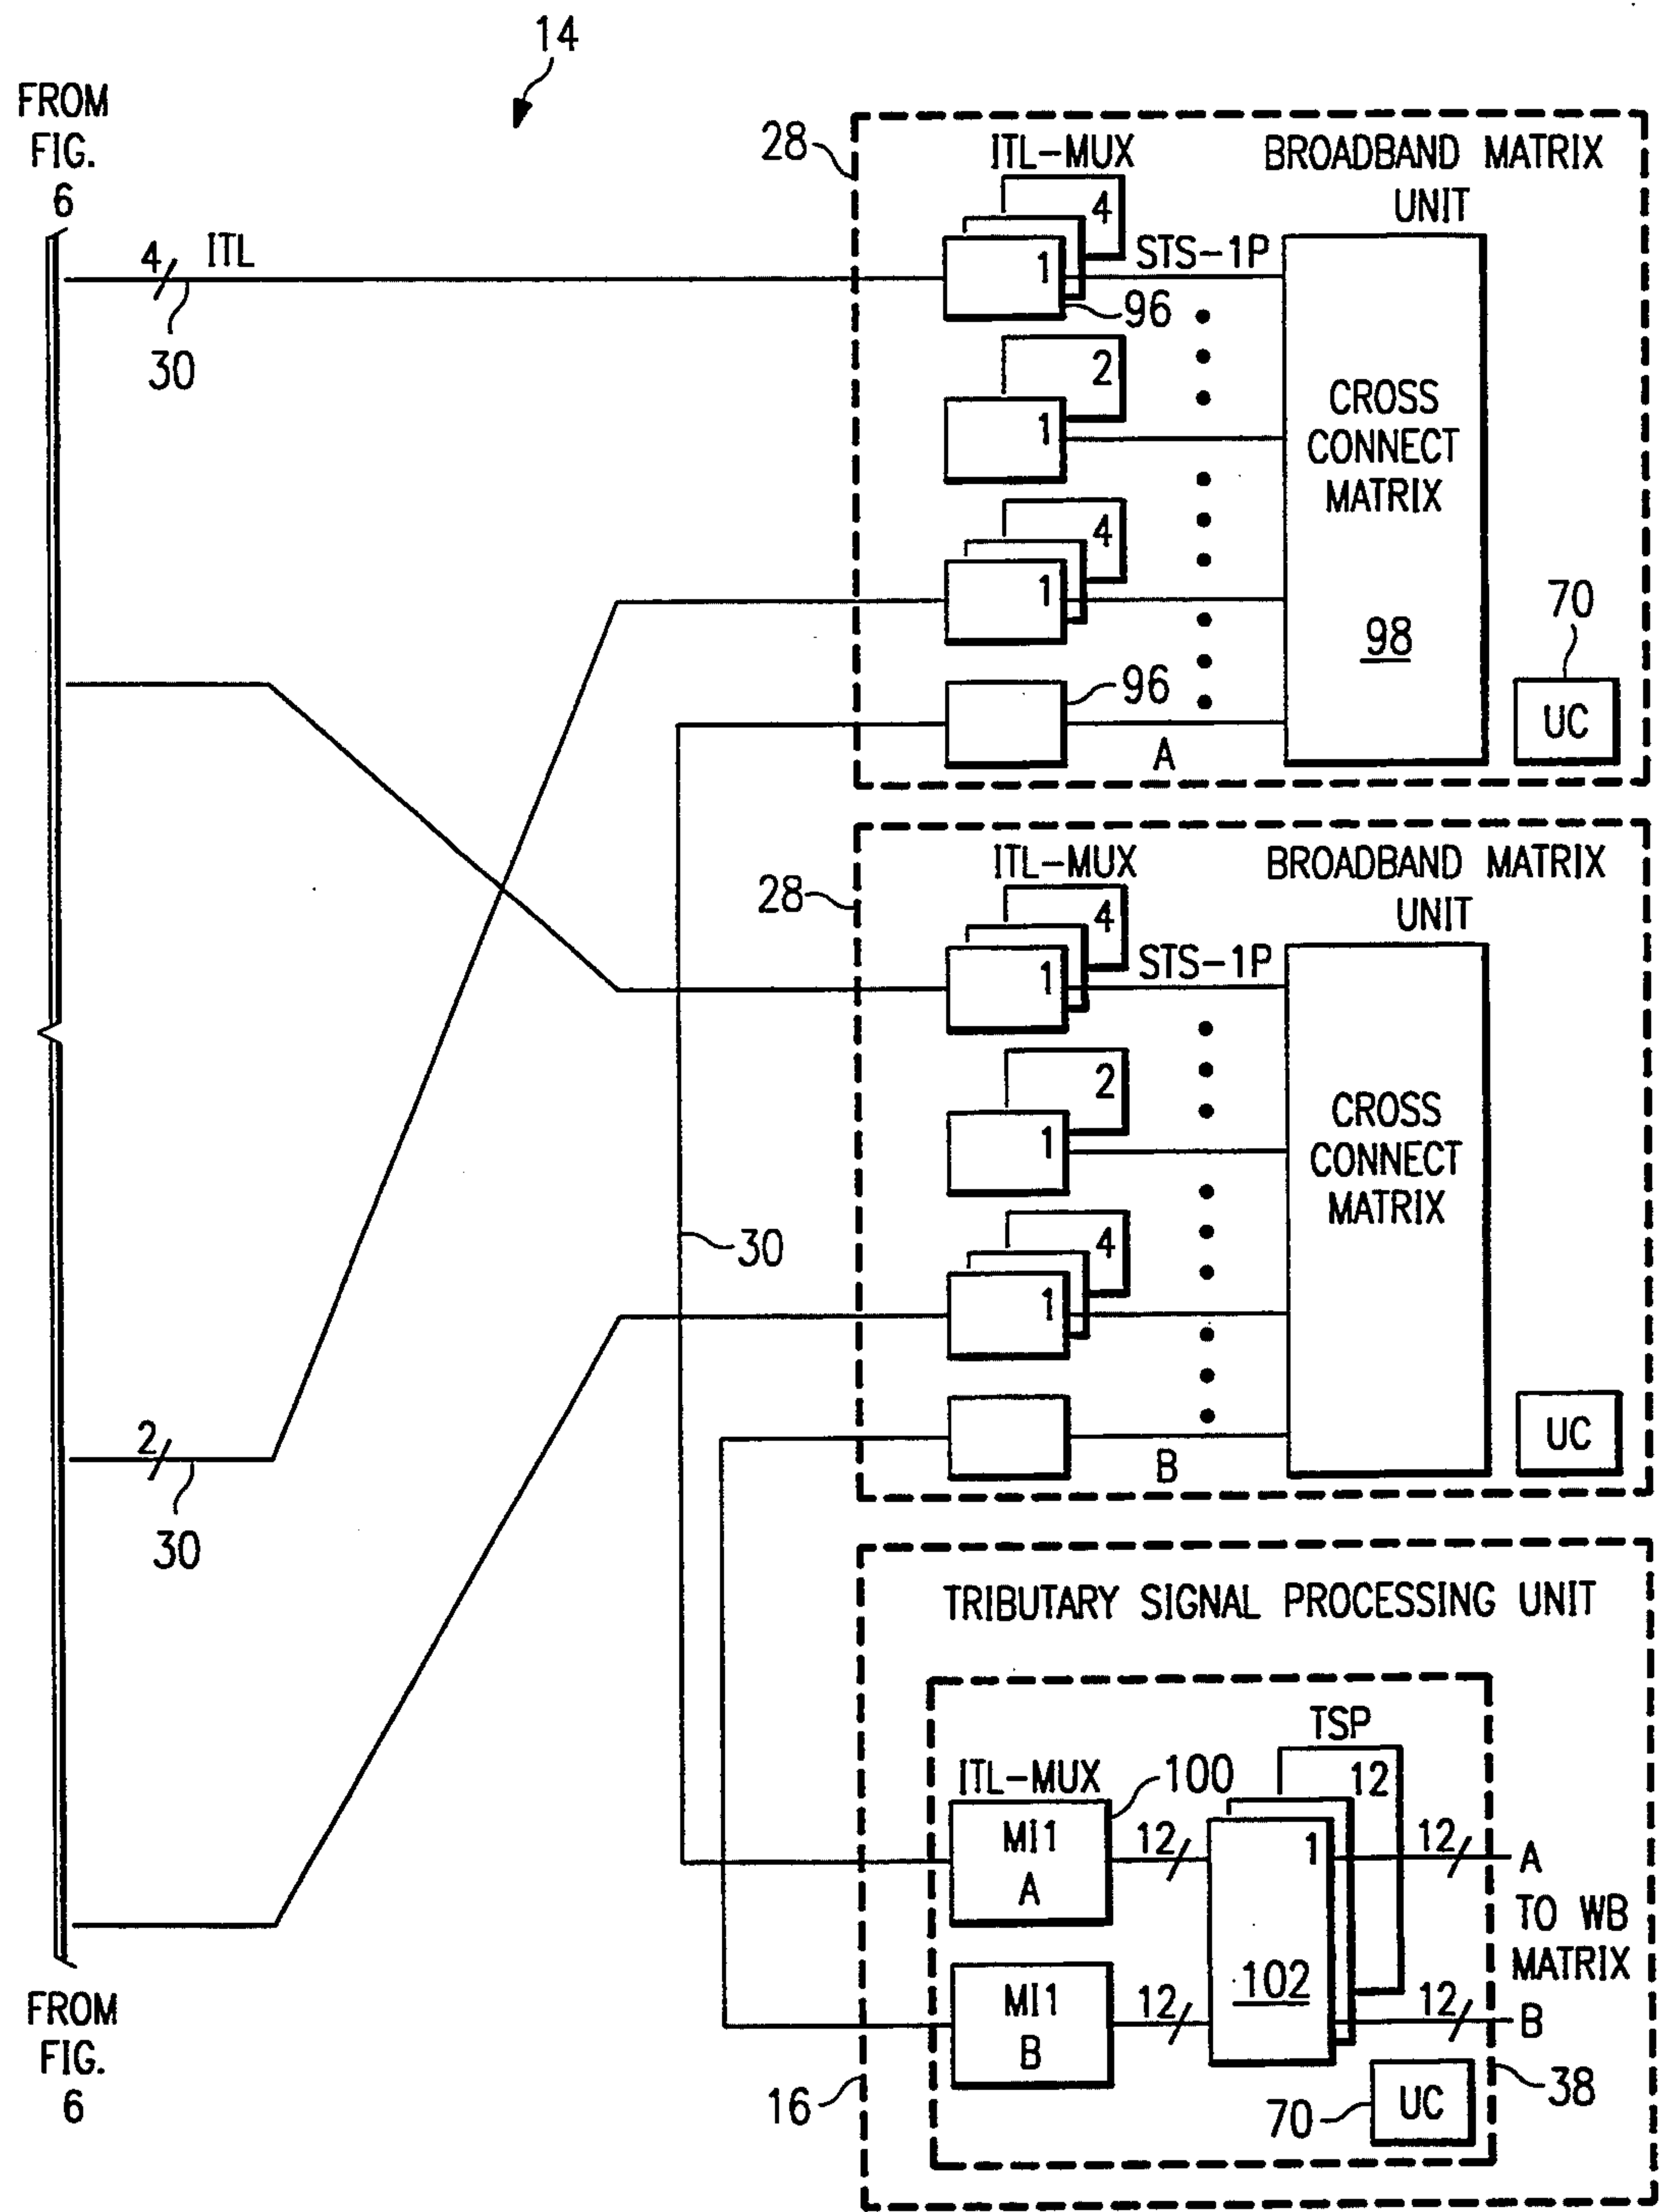 14
FROM
FIG.
6
4
ITL
30
28
ITL-MUX
BROADBAND MATRIX
UNIT
4
1
STS-1P
96
2
1
CROSS
CONNECT
MATRIX
4
1
98
70
96
UC
A
28
ITL-MUX
BROADBAND MATRIX
UNIT
4
1
STS-1P
2
1
CROSS
CONNECT
MATRIX
30
4
1
2
30
UC
B
TRIBUTARY SIGNAL PROCESSING UNIT
TSP
ITL-MUX
100
12
MI1
A
12
1
12
A
TO WB
MATRIX
MI1
B
12
102
12
B
FROM
FIG.
6
16
70
UC
38